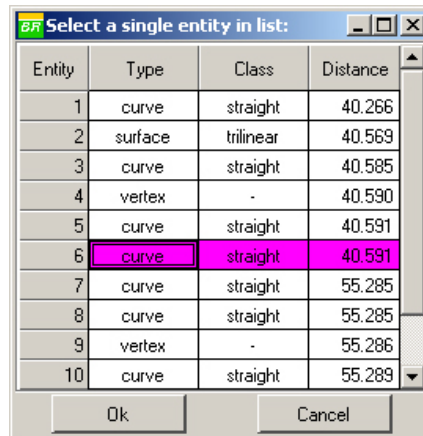 BR Select a single entity in list:
Entity Type Class Distance
1 curve straight 40.266
2 surface trilinear 40.569
3 curve straight 40.585
4 vertex - 40.590
5 curve straight 40.591
6 curve straight 40.591
7 curve straight 55.285
8 curve straight 55.285
9 vertex - 55.286
10 curve straight 55.289
Ok Cancel